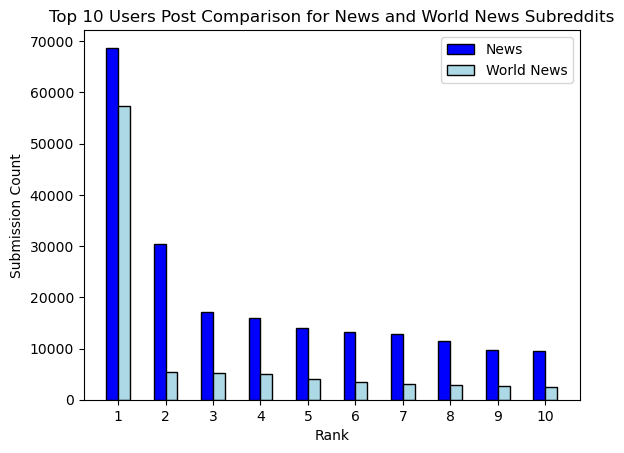 Top 10 Users Post Comparison for News and World News Subreddits
News
World News
Submission Count
70000
60000
50000
40000
30000
20000
10000
0
1 2 3 4 5 6 7 8 9 10
Rank